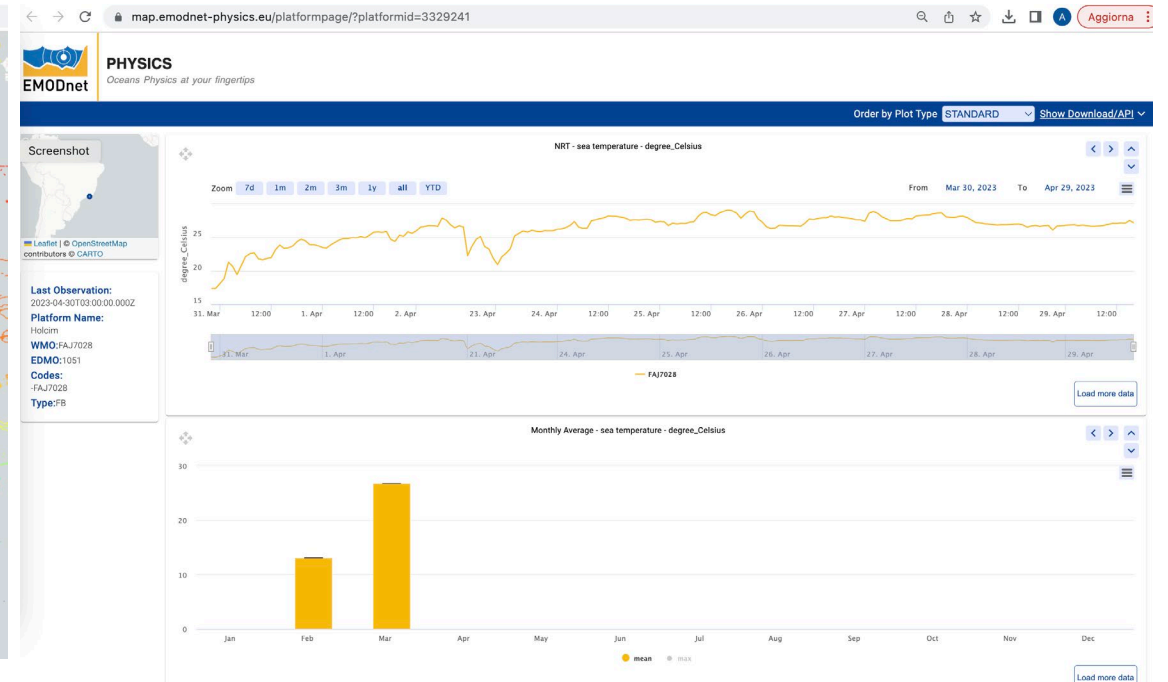 map.emodnet-physics.eu/platformpage/?platformid=3329241
A
Aggiorna
EMODnet
PHYSICS
Oceans Physics at your fingertips
Order by Plot Type STANDARD Show Download/API
Screenshot
Leaflet | © OpenStreetMap
contributors © CARTO
Last Observation:
2023-04-30T03:00:00.000Z
Platform Name:
Holcim
WMO:FAJ7028
EDMO:1051
Codes:
-FAJ7028
Type:FB
NRT - sea temperature - degree_Celsius
Zoom 7d 1m 2m 3m 1y all YTD
From Mar 30, 2023 To Apr 29, 2023
degree_Celsius
25
20
15
31. Mar 12:00 1. Apr 12:00 2. Apr 23. Apr 24. Apr 12:00 25. Apr 12:00 26. Apr 12:00 27. Apr 12:00 28. Apr 12:00 29. Apr 12:00
31. Mar 1. Apr 21. Apr 24. Apr 25. Apr 26. Apr 27. Apr 28. Apr 29. Apr
FAJ7028
Load more data
Monthly Average - sea temperature - degree_Celsius
30
20
10
0
Jan Feb Mar Apr May Jun Jul Aug Sep Oct Nov Dec
mean max
Load more data